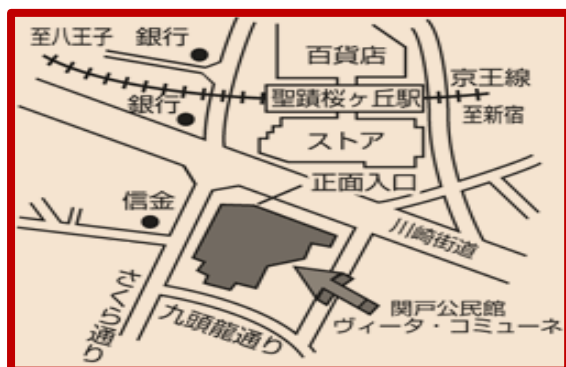 至八王子
銀行
百貨店
京王線
銀行
聖蹟桜ヶ丘駅
至新宿
ストア
正面入口
信金
川崎街道
さくら通り
九頭龍通り
関戸公民館
ヴィータ・コミューネ